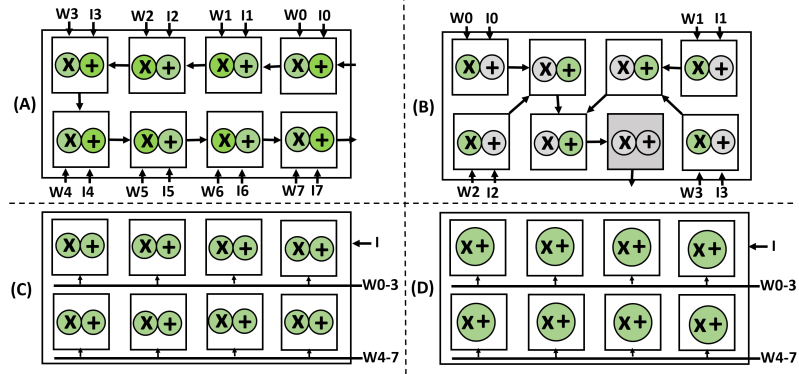 W3 I3 W2 I2 W1 I1 W0 I0
X + X + X + X +
(A)
X + X + X + X +
W4 I4 W5 I5 W6 I6 W7 I7
W0 I0 W1 I1
X + X + X + X +
(B)
X + X + X + X +
W2 I2 W3 I3
X + X + X + X + I
W0-3
(C)
X + X + X + X +
W4-7
X+ X+ X+ X+ I
W0-3
(D)
X+ X+ X+ X+
W4-7